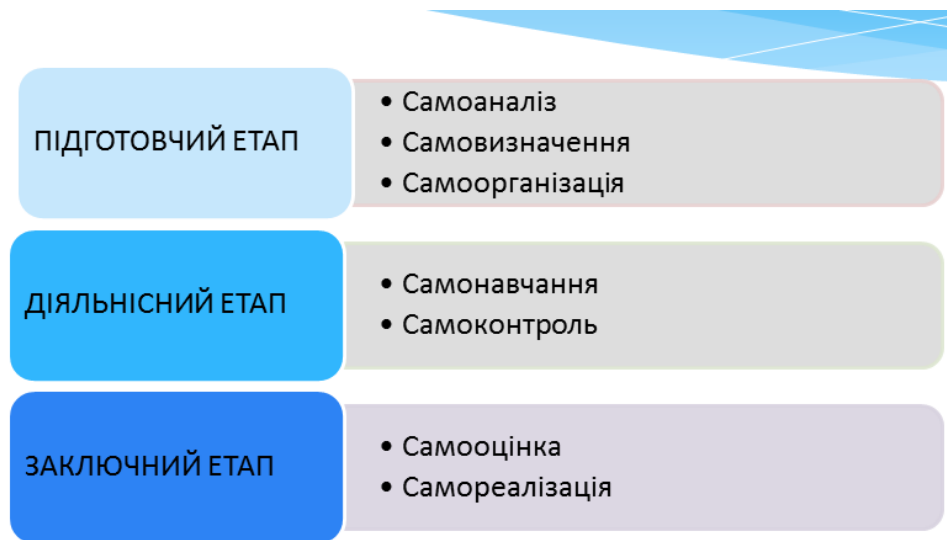 ПІДГОТОВЧИЙ ЕТАП
• Самоаналіз
• Самовизначення
• Самоорганізація
ДІЯЛЬНІСНИЙ ЕТАП
• Самонавчання
• Самоконтроль
ЗАКЛЮЧНИЙ ЕТАП
• Самооцінка
• Самореалізація